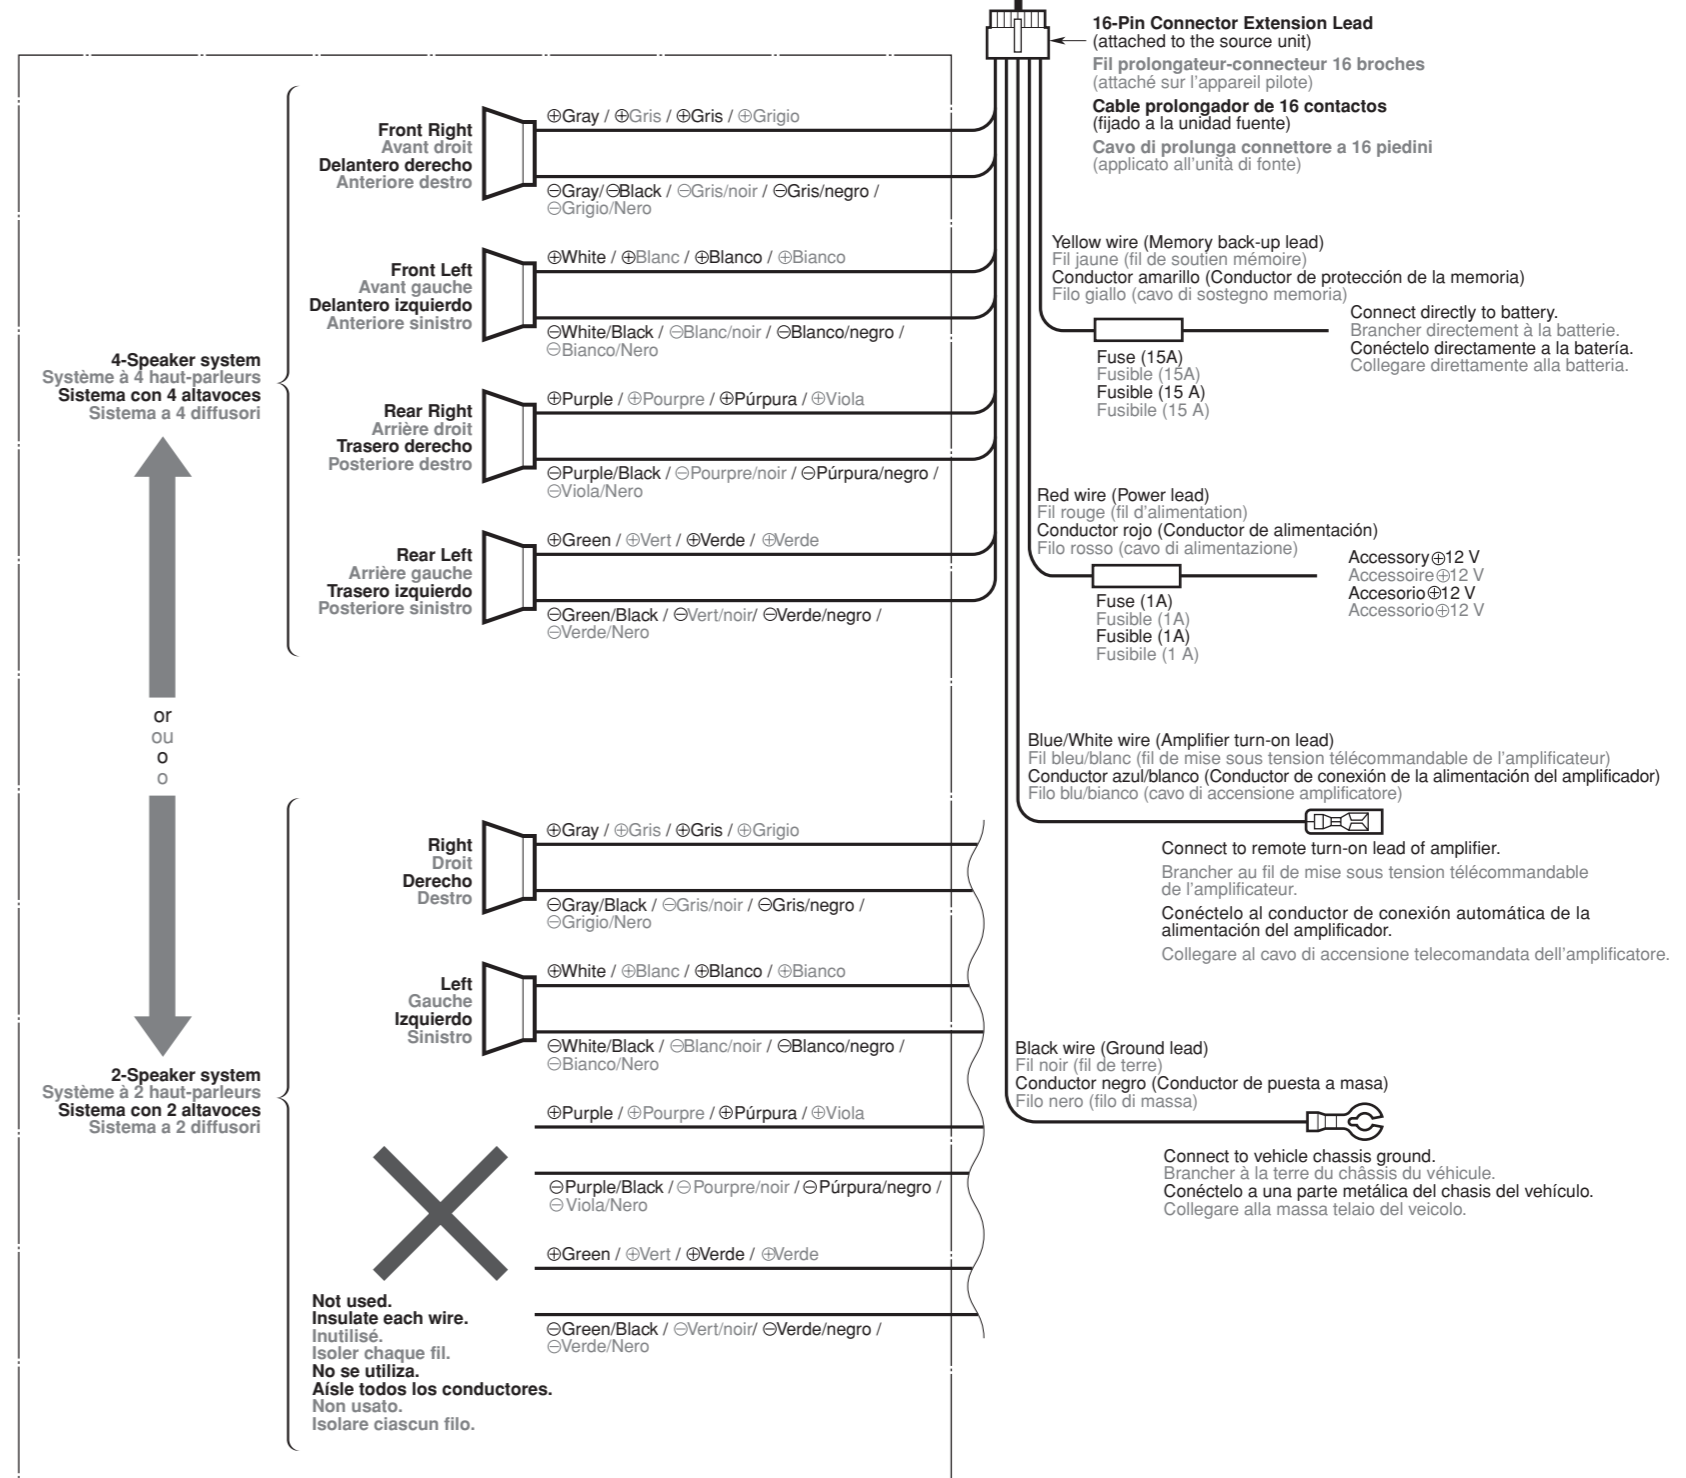 16-Pin Connector Extension Lead
(attached to the source unit)
Fil prolongateur-connecteur 16 broches
(attaché sur l'appareil pilote)
Cable prolongador de 16 contactos
(fijado a la unidad fuente)
Cavo di prolunga connettore a 16 piedini
(applicato all'unità di fonte)
4-Speaker system
Système à 4 haut-parleurs
Sistema con 4 altavoces
Sistema a 4 diffusori
Front Right
Avant droit
Delantero derecho
Anteriore destro
⊕Gray / ⊕Gris / ⊕Gris / ⊕Grigio
⊖Gray/⊖Black / ⊖Gris/noir / ⊖Gris/negro /
⊖Grigio/Nero
Front Left
Avant gauche
Delantero izquierdo
Anteriore sinistro
⊕White / ⊕Blanc / ⊕Blanco / ⊕Bianco
⊖White/Black / ⊖Blanc/noir / ⊖Blanco/negro /
⊖Bianco/Nero
Rear Right
Arrière droit
Trasero derecho
Posteriore destro
⊕Purple / ⊕Pourpre / ⊕Púrpura / ⊕Viola
⊖Purple/Black / ⊖Pourpre/noir / ⊖Púrpura/negro /
⊖Viola/Nero
Rear Left
Arrière gauche
Trasero izquierdo
Posteriore sinistro
⊕Green / ⊕Vert / ⊕Verde / ⊕Verde
⊖Green/Black / ⊖Vert/noir/ ⊖Verde/negro /
⊖Verde/Nero
or
ou
o
o
2-Speaker system
Système à 2 haut-parleurs
Sistema con 2 altavoces
Sistema a 2 diffusori
Right
Droit
Derecho
Destro
⊕Gray / ⊕Gris / ⊕Gris / ⊕Grigio
⊖Gray/Black / ⊖Gris/noir / ⊖Gris/negro /
⊖Grigio/Nero
Left
Gauche
Izquierdo
Sinistro
⊕White / ⊕Blanc / ⊕Blanco / ⊕Bianco
⊖White/Black / ⊖Blanc/noir / ⊖Blanco/negro /
⊖Bianco/Nero
⊕Purple / ⊕Pourpre / ⊕Púrpura / ⊕Viola
⊖Purple/Black / ⊖Pourpre/noir / ⊖Púrpura/negro /
⊖Viola/Nero
⊕Green / ⊕Vert / ⊕Verde / ⊕Verde
⊖Green/Black / ⊖Vert/noir/ ⊖Verde/negro /
⊖Verde/Nero
Not used.
Insulate each wire.
Inutilisé.
Isoler chaque fil.
No se utiliza.
Aísle todos los conductores.
Non usato.
Isolare ciascun filo.
Yellow wire (Memory back-up lead)
Fil jaune (fil de soutien mémoire)
Conductor amarillo (Conductor de protección de la memoria)
Filo giallo (cavo di sostegno memoria)
Connect directly to battery.
Brancher directement à la batterie.
Conéctelo directamente a la batería.
Collegare direttamente alla batteria.
Fuse (15A)
Fusible (15A)
Fusible (15 A)
Fusibile (15 A)
Red wire (Power lead)
Fil rouge (fil d'alimentation)
Conductor rojo (Conductor de alimentación)
Filo rosso (cavo di alimentazione)
Accessory⊕12 V
Accessoire⊕12 V
Accesorio⊕12 V
Accessorio⊕12 V
Fuse (1A)
Fusible (1A)
Fusible (1A)
Fusibile (1 A)
Blue/White wire (Amplifier turn-on lead)
Fil bleu/blanc (fil de mise sous tension télécommandable de l'amplificateur)
Conductor azul/blanco (Conductor de conexión de la alimentación del amplificador)
Filo blu/bianco (cavo di accensione amplificatore)
Connect to remote turn-on lead of amplifier.
Brancher au fil de mise sous tension télécommandable
de l'amplificateur.
Conéctelo al conductor de conexión automática de la
alimentación del amplificador.
Collegare al cavo di accensione telecomandata dell'amplificatore.
Black wire (Ground lead)
Fil noir (fil de terre)
Conductor negro (Conductor de puesta a masa)
Filo nero (filo di massa)
Connect to vehicle chassis ground.
Brancher à la terre du châssis du véhicule.
Conéctelo a una parte metálica del chasis del vehículo.
Collegare alla massa telaio del veicolo.